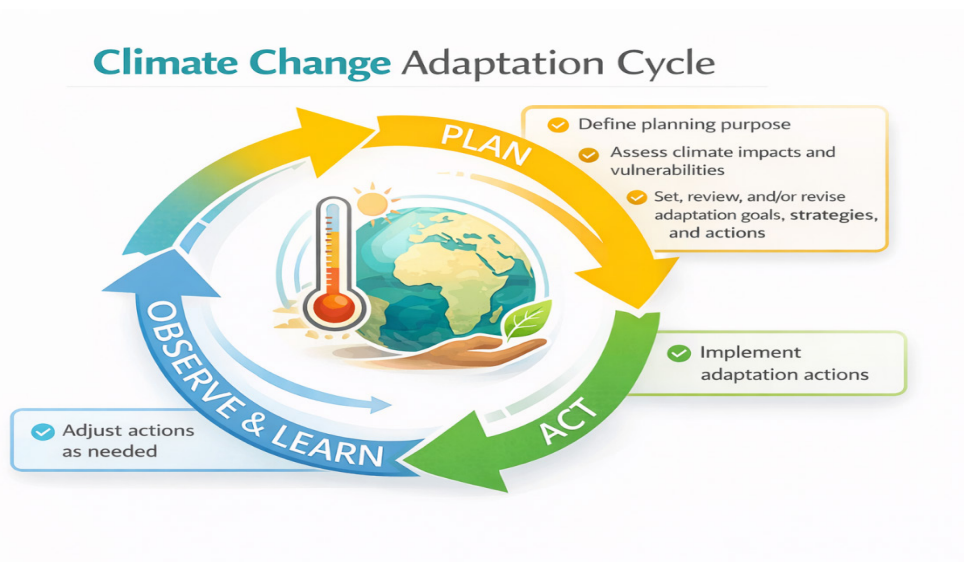 Climate Change Adaptation Cycle
PLAN
Define planning purpose
Assess climate impacts and
vulnerabilities
Set, review, and/or revise
adaptation goals, strategies,
and actions
Implement
adaptation actions
ACT
OBSERVE & LEARN
Adjust actions
as needed